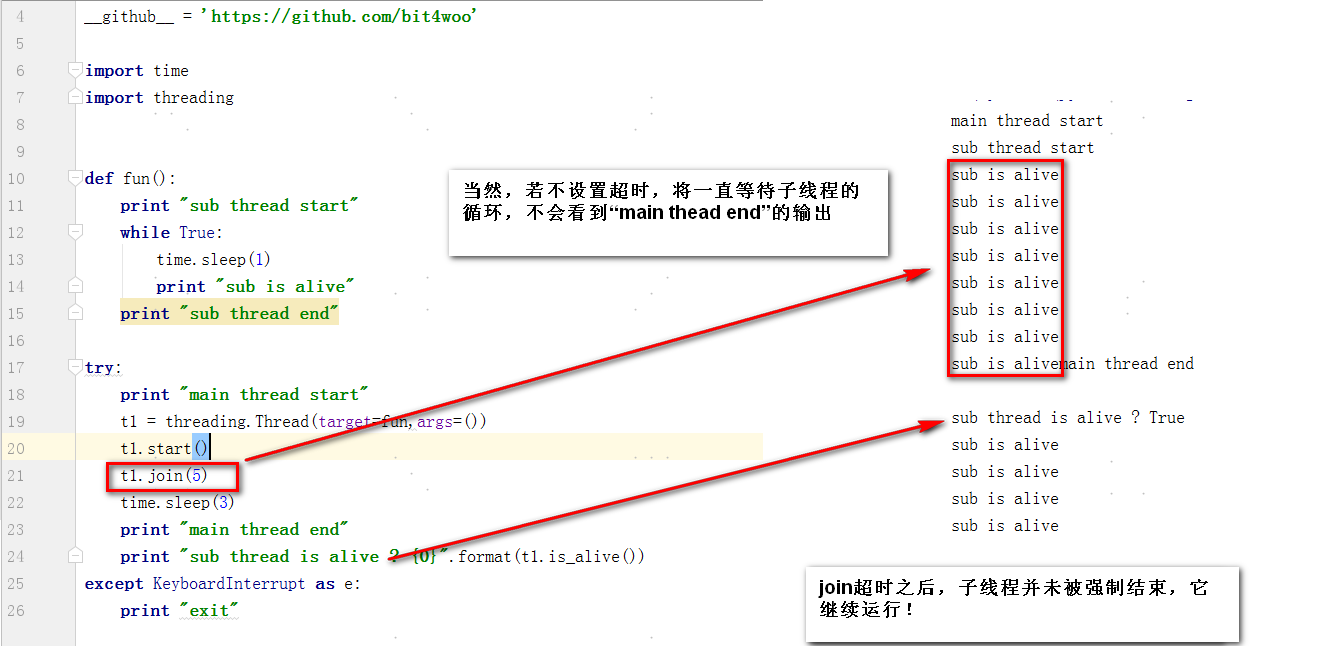 4 __github__ = 'https://github.com/bit4woo'
5
6 import time
7 import threading
8
9
10 def fun():
11 print "sub thread start"
12 while True:
13 time.sleep(1)
14 print "sub is alive"
15 print "sub thread end"
16
17 try:
18 print "main thread start"
19 t1 = threading.Thread(target=fun,args=())
20 t1.start()
21 t1.join(5)
22 time.sleep(3)
23 print "main thread end"
24 print "sub thread is alive ? {0}".format(t1.is_alive())
25 except KeyboardInterrupt as e:
26 print "exit"
当然，若不设置超时，将一直等待子线程的
循环，不会看到“main thead end”的输出
main thread start
sub thread start
sub is alive
sub is alive
sub is alive
sub is alive
sub is alive
sub is alive
sub is alive
sub is alivemain thread end
sub thread is alive ? True
sub is alive
sub is alive
sub is alive
sub is alive
join超时之后，子线程并未被强制结束，它
继续运行！